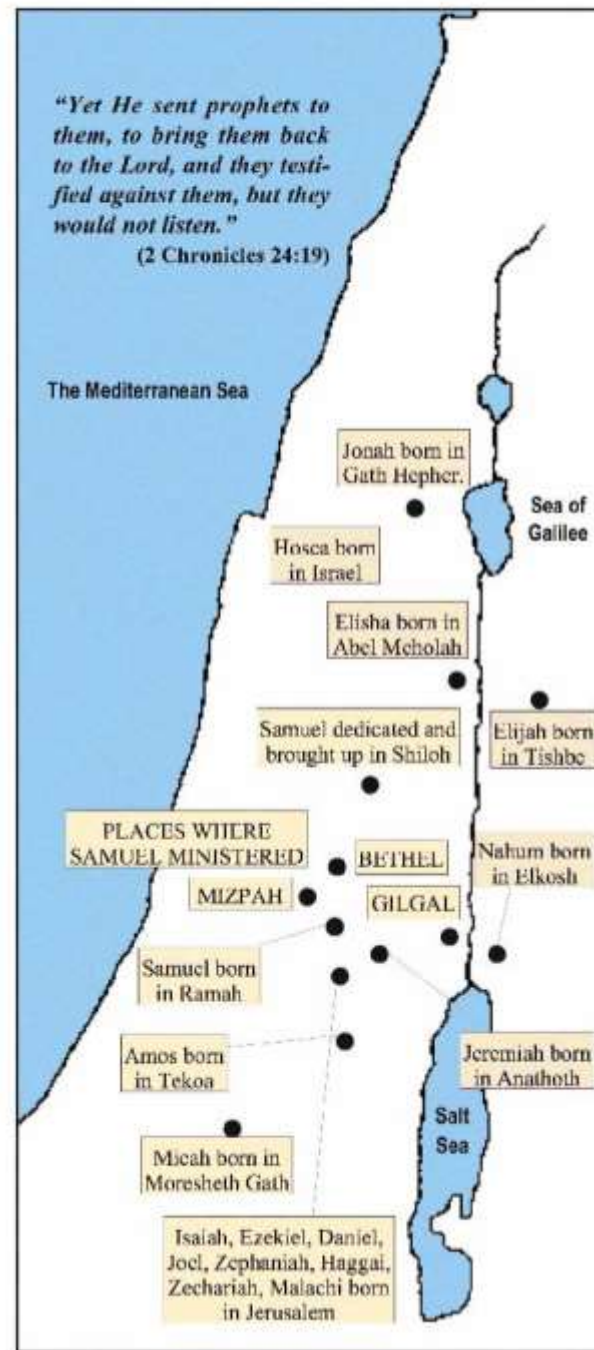 “Yet He sent prophets to
them, to bring them back
to the Lord, and they testi-
fied against them, but they
would not listen.”
(2 Chronicles 24:19)
The Mediterranean Sea
Jonah born in
Gath Hepher.
Sea of
Galilee
Hosea born
in Israel
Elisha born in
Abel Meholah
Samuel dedicated and
brought up in Shiloh
Elijah born
in Tishbe
PLACES WHERE
SAMUEL MINISTERED
BETHEL
Nahum born
in Elkosh
MIZPAH
GILGAL
Samuel born
in Ramah
Amos born
in Tekoa
Jeremiah born
in Anathoth
Salt
Sea
Micah born in
Moresheth Gath
Isaiah, Ezekiel, Daniel,
Joel, Zephaniah, Haggai,
Zechariah, Malachi born
in Jerusalem